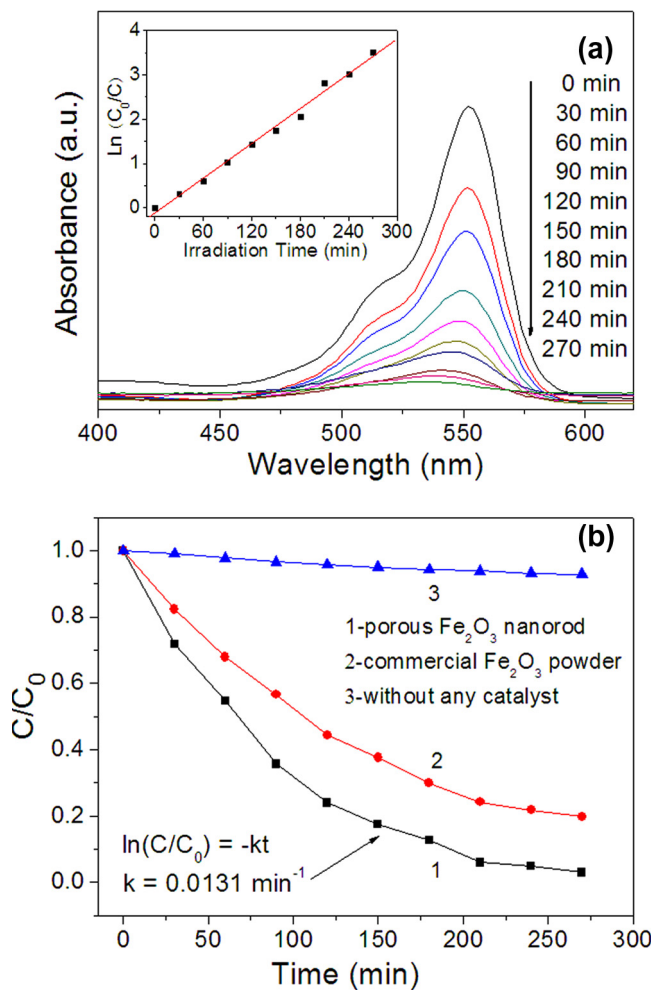 (a)
4
3
2
1
0
Ln (C₀/C)
0 60 120 180 240 300
Irradiation Time (min)
0 min
30 min
60 min
90 min
120 min
150 min
180 min
210 min
240 min
270 min
Absorbance (a.u.)
400 450 500 550 600
Wavelength (nm)
(b)
1.0
0.8
0.6
0.4
0.2
0.0
C/C₀
3
1-porous Fe₂O₃ nanorod
2-commercial Fe₂O₃ powder
3-without any catalyst
2
ln(C/C₀) = -kt
k = 0.0131 min⁻¹
1
0 50 100 150 200 250 300
Time (min)